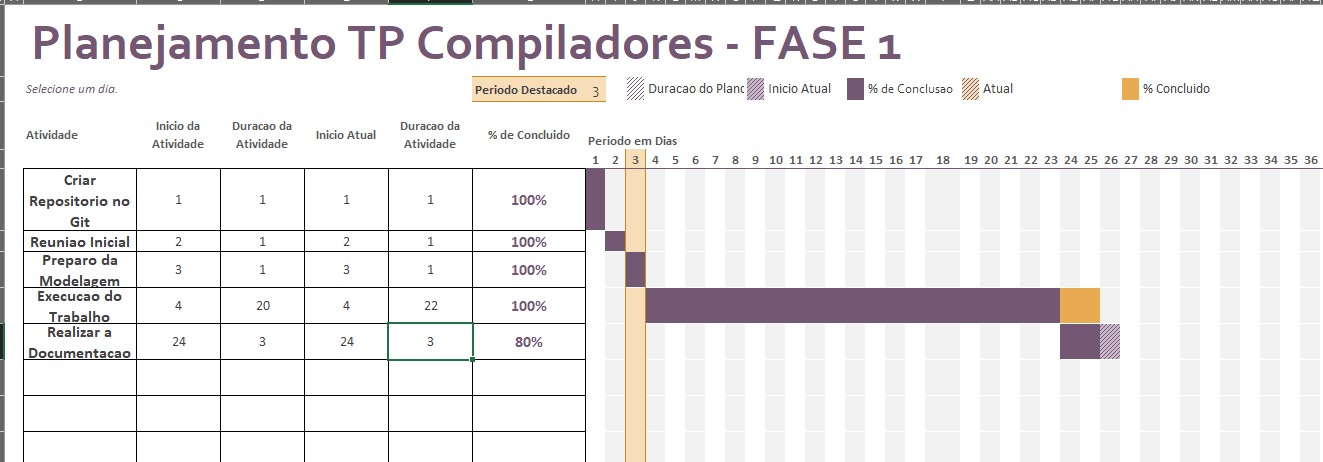 Planejamento TP Compiladores - FASE 1
Selecione um dia.
Periodo Destacado 3
Duracao do Plano
Inicio Atual
% de Conclusao
Atual
% Concluido
Atividade
Inicio da
Atividade
Duracao da
Atividade
Inicio Atual
Duracao da
Atividade
% de Concluido
Periodo em Dias
1 2 3 4 5 6 7 8 9 10 11 12 13 14 15 16 17 18 19 20 21 22 23 24 25 26 27 28 29 30 31 32 33 34 35 36
Criar
Repositorio no
Git
1 1 1 1 100%
Reuniao Inicial 2 1 2 1 100%
Preparo da
Modelagem
3 1 3 1 100%
Execucao do
Trabalho
4 20 4 22 100%
Realizar a
Documentacao
24 3 24 3 80%